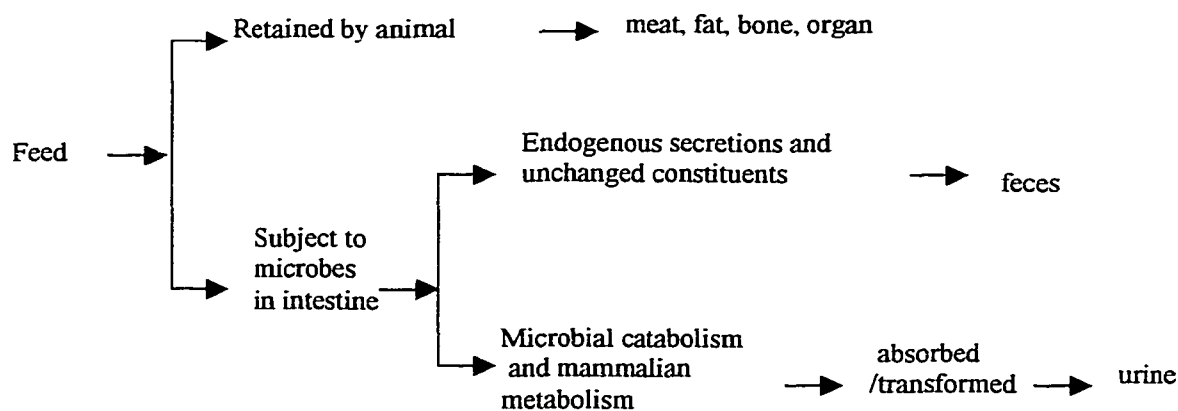 Retained by animal
meat, fat, bone, organ
Feed
Endogenous secretions and
unchanged constituents
feces
Subject to
microbes
in intestine
Microbial catabolism
and mammalian
metabolism
absorbed
/transformed
urine